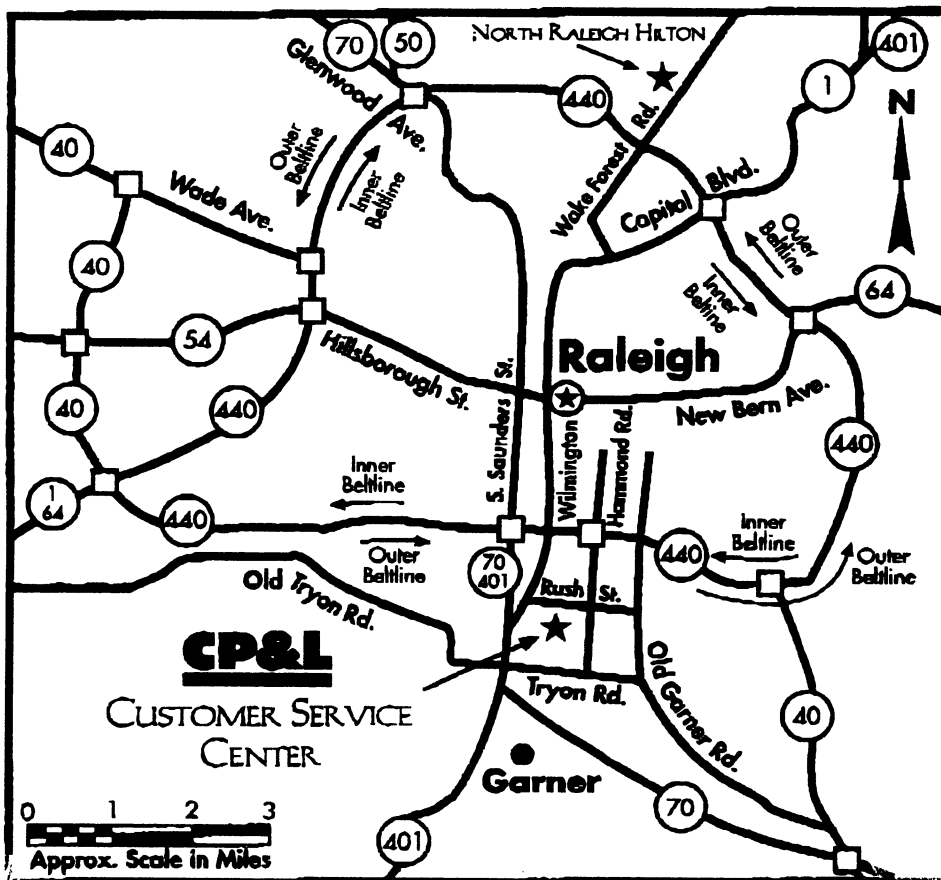 70
50
NORTH RALEIGH HILTON
401
Glenwood Ave.
440
1
N
40
Outer
Beltline
Inner
Beltline
Wake Forest Rd.
Capital Blvd.
Wade Ave.
40
Outer
Beltline
Inner
Beltline
64
54
Hillsborough St.
S. Saunders St.
Raleigh
New Bern Ave.
40
440
Wilmington
Hammond Rd.
440
Inner
Beltline
1
64
440
Outer
Beltline
70
401
440
Inner
Beltline
Outer
Beltline
Old Tryon Rd.
Rush St.
CP&L
CUSTOMER SERVICE
CENTER
Tryon Rd.
Old Garner Rd.
40
Garner
70
0 1 2 3
Approx. Scale in Miles
401